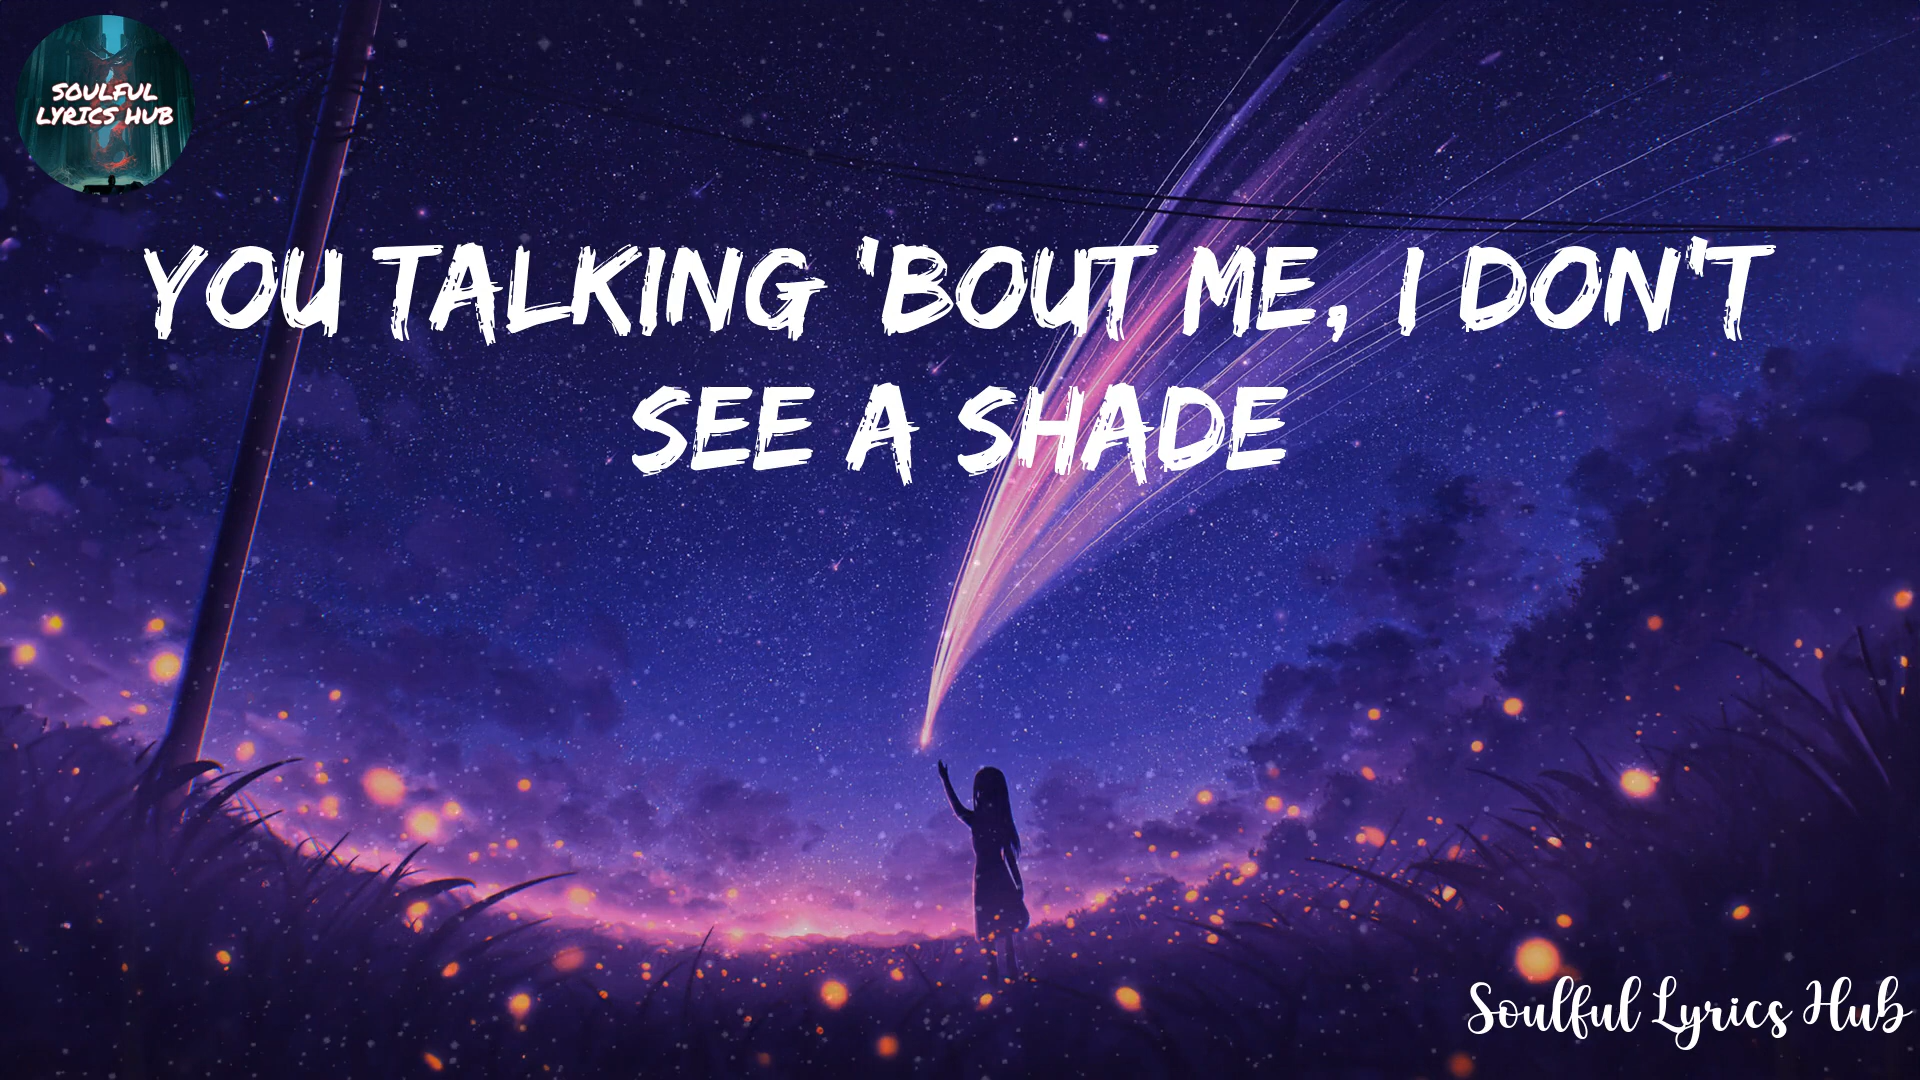 SOULFUL
LYRICS HUB
YOU TALKING 'BOUT ME, I DON'T
SEE A SHADE
Soulful Lyrics Hub